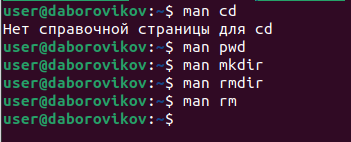 user@daborovikov:~$ man cd
Нет справочной страницы для cd
user@daborovikov:~$ man pwd
user@daborovikov:~$ man mkdir
user@daborovikov:~$ man rmdir
user@daborovikov:~$ man rm
user@daborovikov:~$